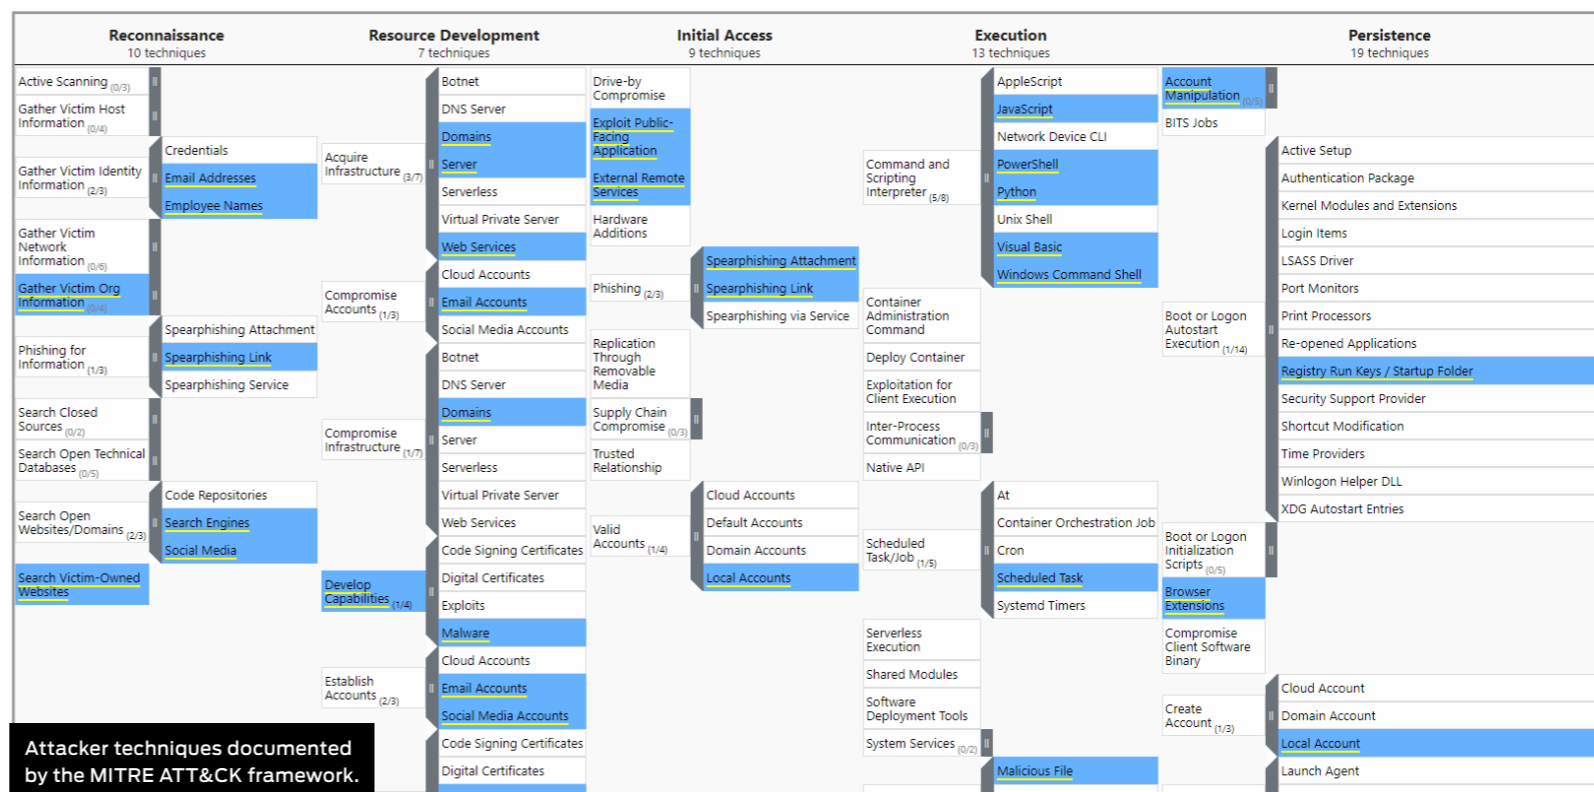 Reconnaissance
10 techniques
Active Scanning (0/3)
Gather Victim Host
Information (0/4)
Gather Victim Identity
Information (2/3)
Credentials
Email Addresses
Employee Names
Gather Victim
Network
Information (0/6)
Gather Victim Org
Information (0/4)
Phishing for
Information (1/3)
Spearphishing Attachment
Spearphishing Link
Spearphishing Service
Search Closed
Sources (0/2)
Search Open Technical
Databases (0/5)
Search Open
Websites/Domains (2/3)
Code Repositories
Search Engines
Social Media
Search Victim-Owned
Websites
Resource Development
7 techniques
Acquire
Infrastructure (3/7)
Botnet
DNS Server
Domains
Server
Serverless
Virtual Private Server
Web Services
Compromise
Accounts (1/3)
Cloud Accounts
Email Accounts
Social Media Accounts
Compromise
Infrastructure (1/7)
Botnet
DNS Server
Domains
Server
Serverless
Virtual Private Server
Web Services
Develop
Capabilities (1/4)
Code Signing Certificates
Digital Certificates
Exploits
Malware
Establish
Accounts (2/3)
Cloud Accounts
Email Accounts
Social Media Accounts
Code Signing Certificates
Digital Certificates
Initial Access
9 techniques
Drive-by
Compromise
Exploit Public-
Facing
Application
External Remote
Services
Hardware
Additions
Phishing (2/3)
Spearphishing Attachment
Spearphishing Link
Spearphishing via Service
Replication
Through
Removable
Media
Supply Chain
Compromise (0/3)
Trusted
Relationship
Valid
Accounts (1/4)
Cloud Accounts
Default Accounts
Domain Accounts
Local Accounts
Execution
13 techniques
Command and
Scripting
Interpreter (5/8)
AppleScript
JavaScript
Network Device CLI
PowerShell
Python
Unix Shell
Visual Basic
Windows Command Shell
Container
Administration
Command
Deploy Container
Exploitation for
Client Execution
Inter-Process
Communication (0/3)
Native API
Scheduled
Task/Job (1/5)
At
Container Orchestration Job
Cron
Scheduled Task
Systemd Timers
Serverless
Execution
Shared Modules
Software
Deployment Tools
System Services (0/2)
Malicious File
Persistence
19 techniques
Account
Manipulation (0/5)
BITS Jobs
Boot or Logon
Autostart
Execution (1/14)
Active Setup
Authentication Package
Kernel Modules and Extensions
Login Items
LSASS Driver
Port Monitors
Print Processors
Re-opened Applications
Registry Run Keys / Startup Folder
Security Support Provider
Shortcut Modification
Time Providers
Winlogon Helper DLL
XDG Autostart Entries
Boot or Logon
Initialization
Scripts (0/5)
Browser
Extensions
Compromise
Client Software
Binary
Create
Account (1/3)
Cloud Account
Domain Account
Local Account
Launch Agent
Attacker techniques documented
by the MITRE ATT&CK framework.